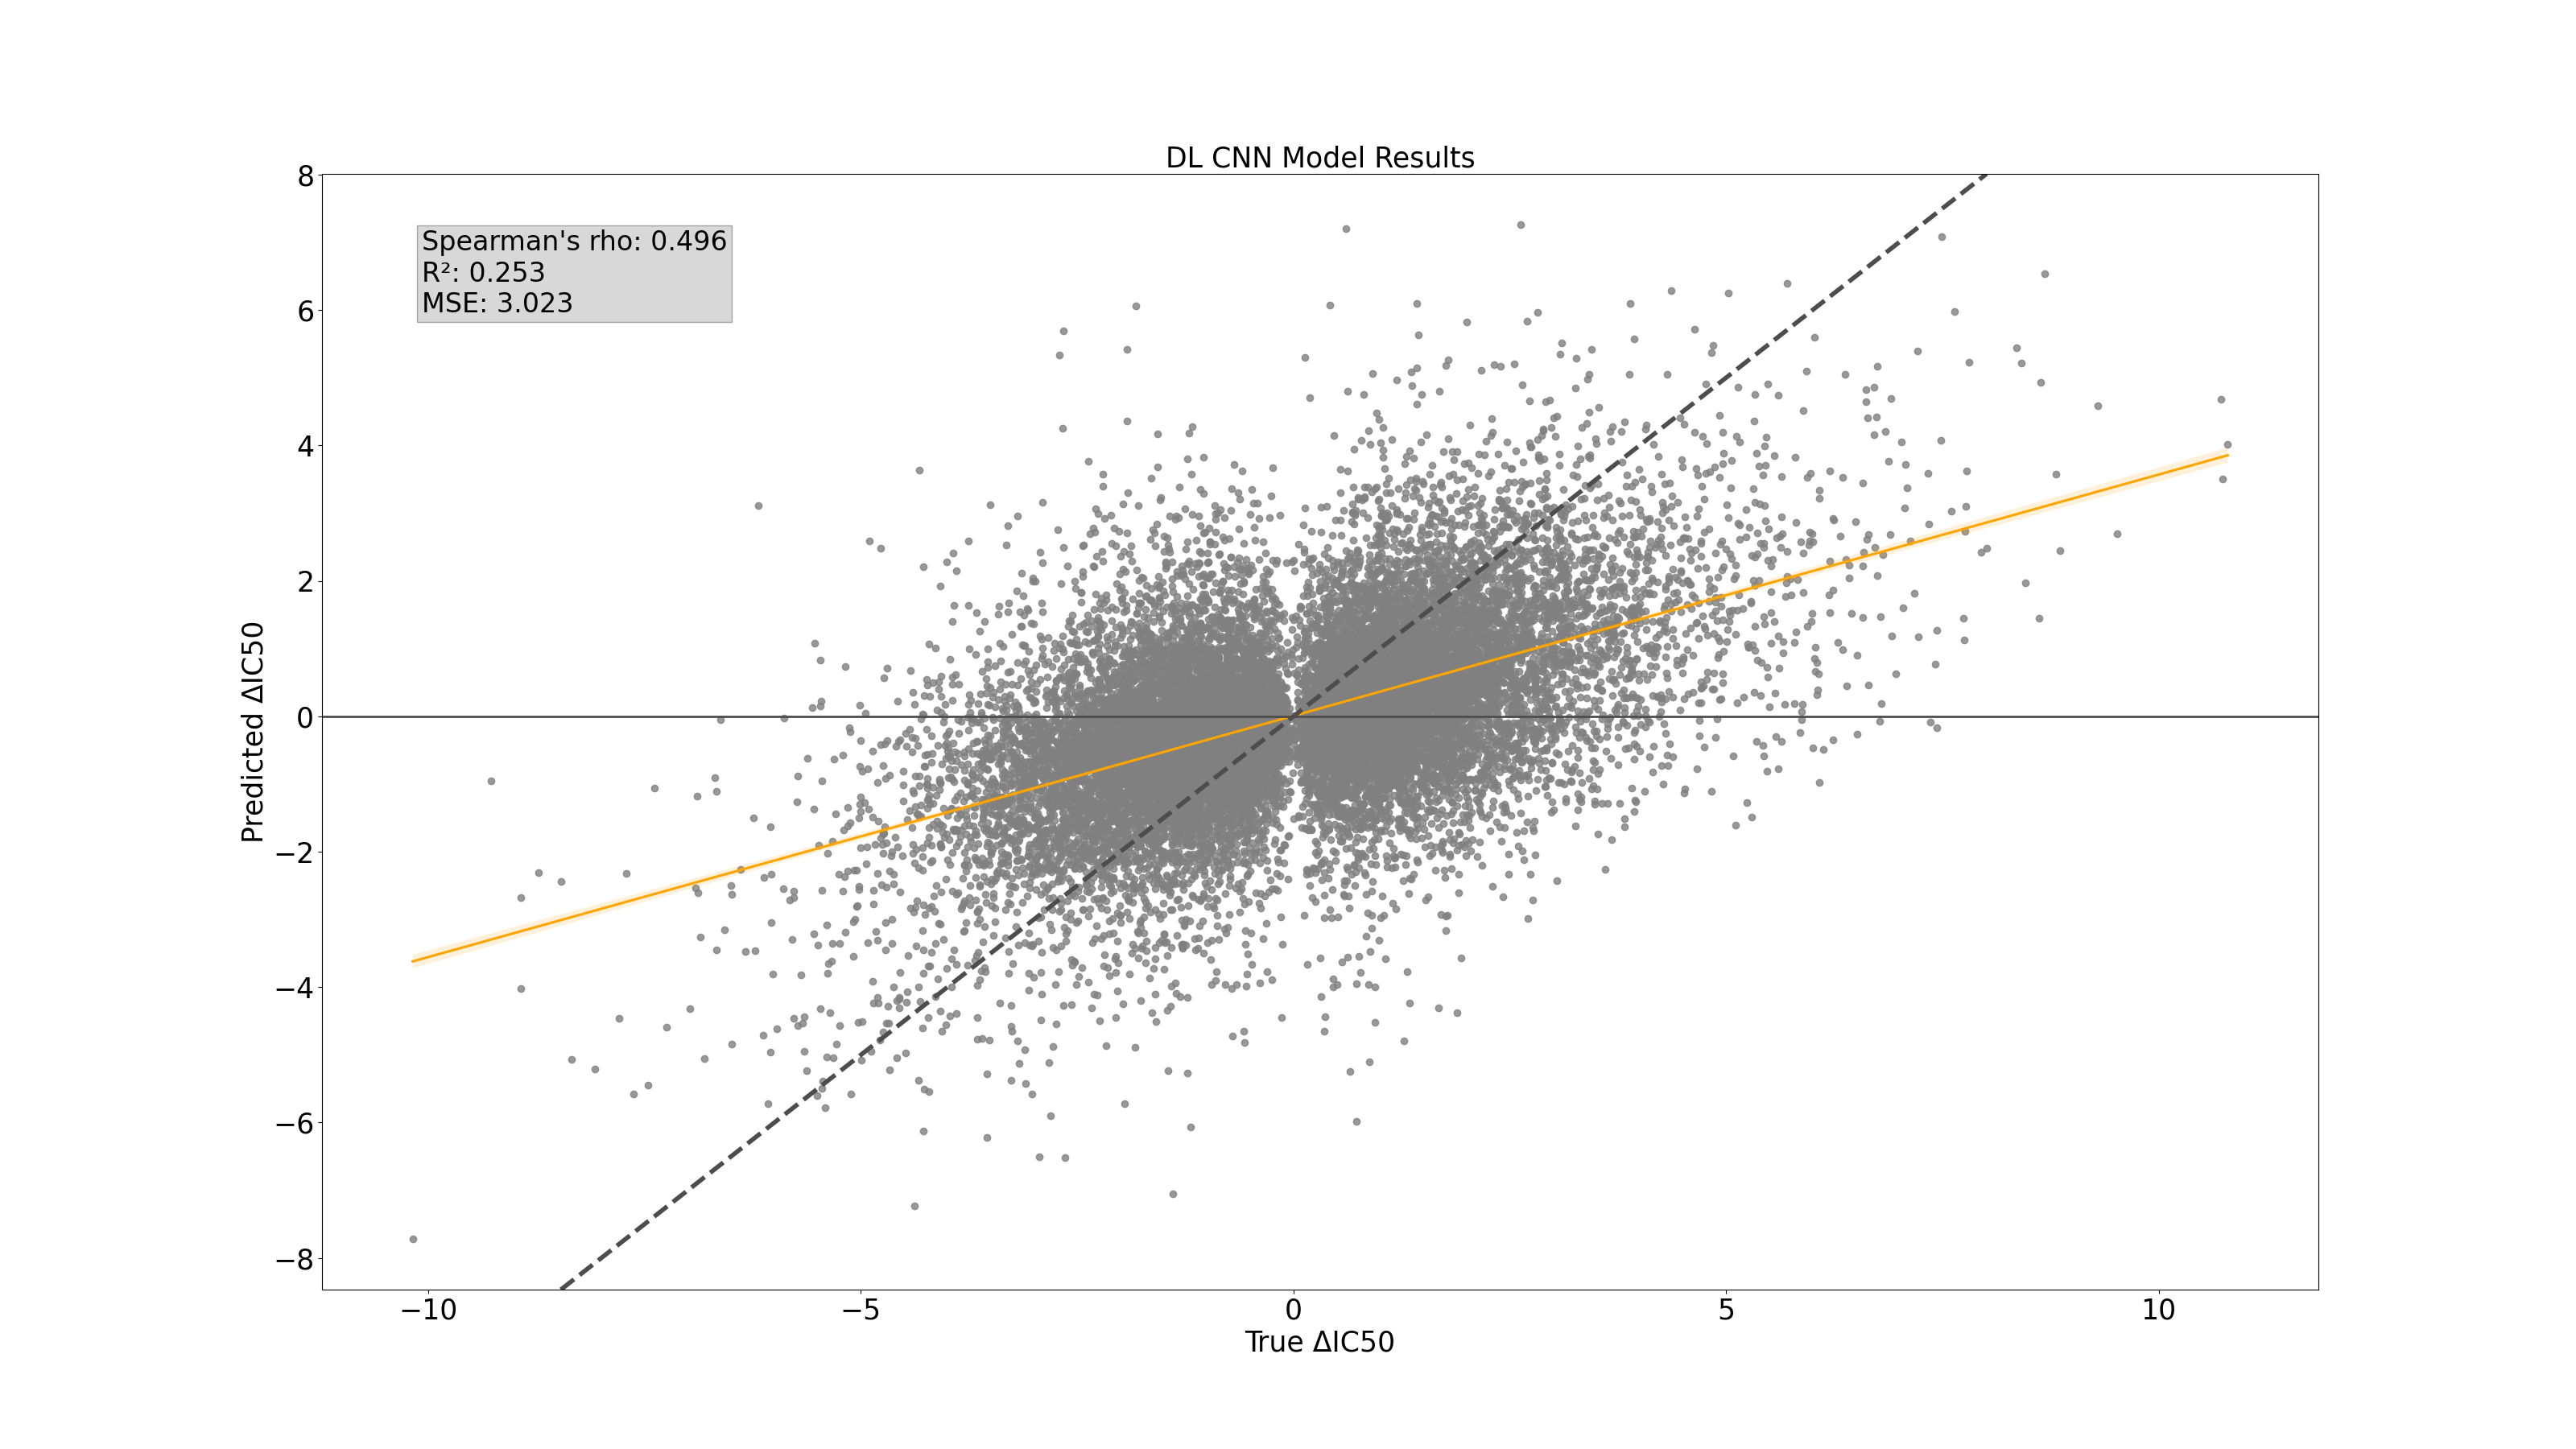 DL CNN Model Results
Spearman's rho: 0.496
R²: 0.253
MSE: 3.023
8
6
4
2
0
−2
−4
−6
−8
Predicted ΔIC50
−10
−5
0
5
10
True ΔIC50